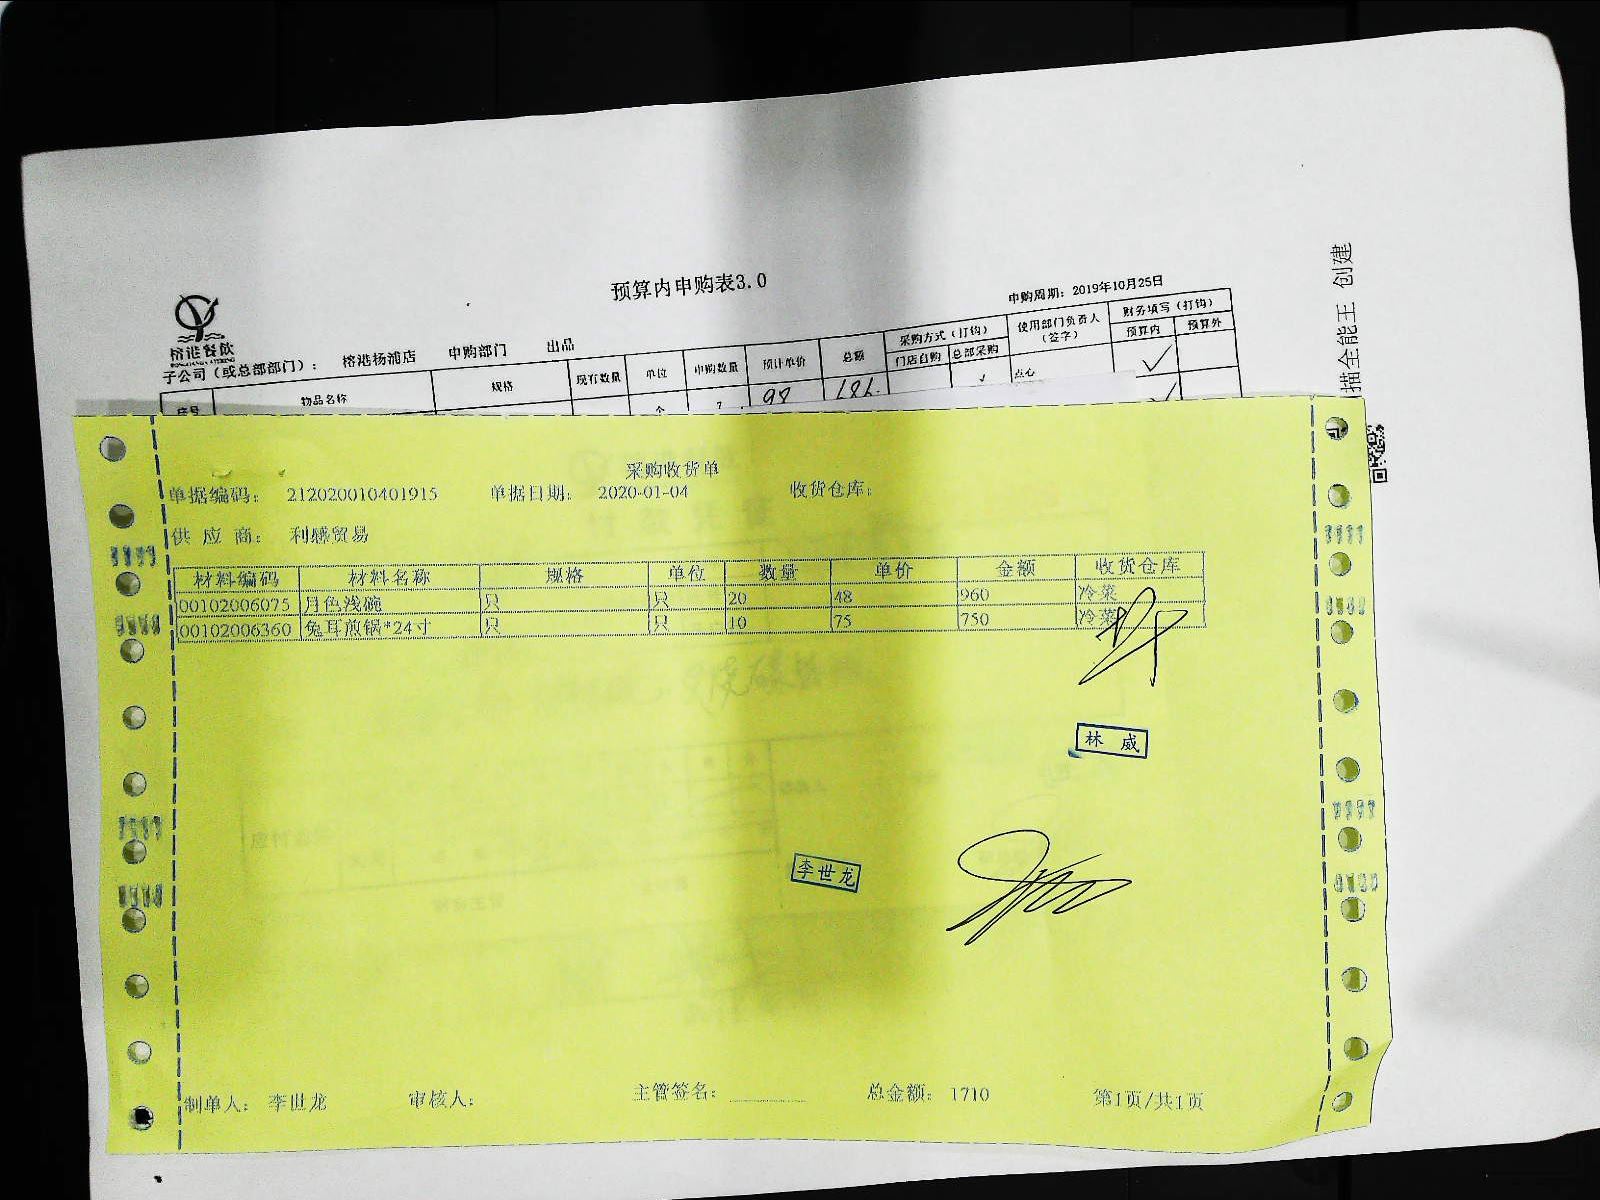 预算内申购表3.0
申购周期：2019年10月25日
榕港餐饮
子公司（或总部部门）： 榕港杨浦店 申购部门 出品
序号 物品名称 规格 现有数量 单位 申购数量 预计单价 总额 采购方式（打钩） 使用部门负责人（签字） 财务填写（打钩）
门店自购 总部采购 预算内 预算外
个 98 点心
描全能王 创建
采购收货单
单据编码： 212020010401915 单据日期： 2020-01-04 收货仓库：
供 应 商： 利感贸易
材料编码 材料名称 规格 单位 数量 单价 金额 收货仓库
00102006075 月色浅碗 只 只 20 48 960 冷菜
00102006360 兔耳煎锅*24寸 只 只 10 75 750 冷菜
林 威
李世龙
制单人： 李世龙 审核人： 主管签名： 总金额： 1710 第1页/共1页